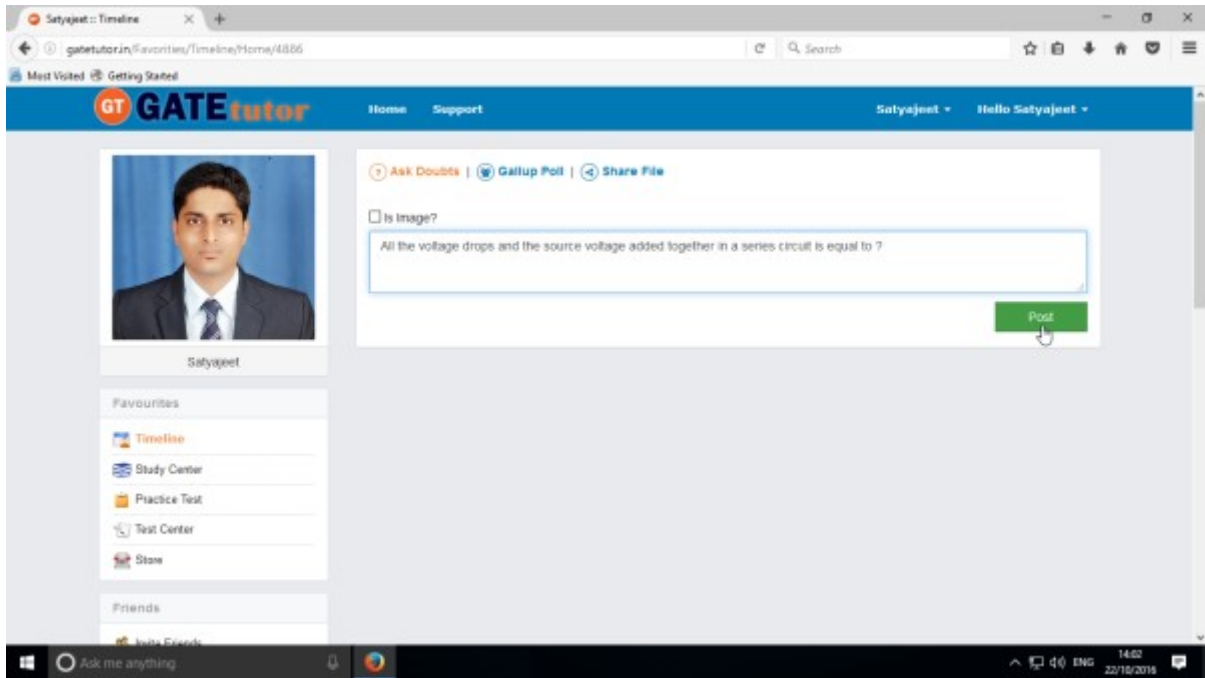 Satyajeet :: Timeline
gatetutor.in/Favorities/Timeline/Home/4886
Search
Most Visited Getting Started
GT GATEtutor Home Support Satyajeet Hello Satyajeet
Ask Doubts | Gallup Poll | Share File
Is Image?
All the voltage drops and the source voltage added together in a series circuit is equal to ?
Post
Satyajeet
Favourites
Timeline
Study Center
Practice Test
Test Center
Store
Friends
Invite Friends
Ask me anything
ENG
14:02
22/10/2016